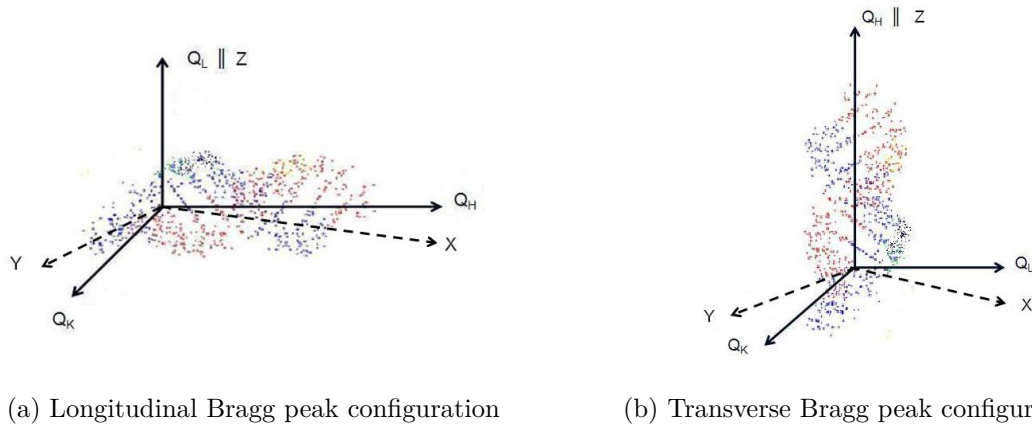 Q_L ∥ Z
Q_H
X
Y
Q_K
(a) Longitudinal Bragg peak configuration
Q_H ∥ Z
Q_L
X
Y
Q_K
(b) Transverse Bragg peak configur